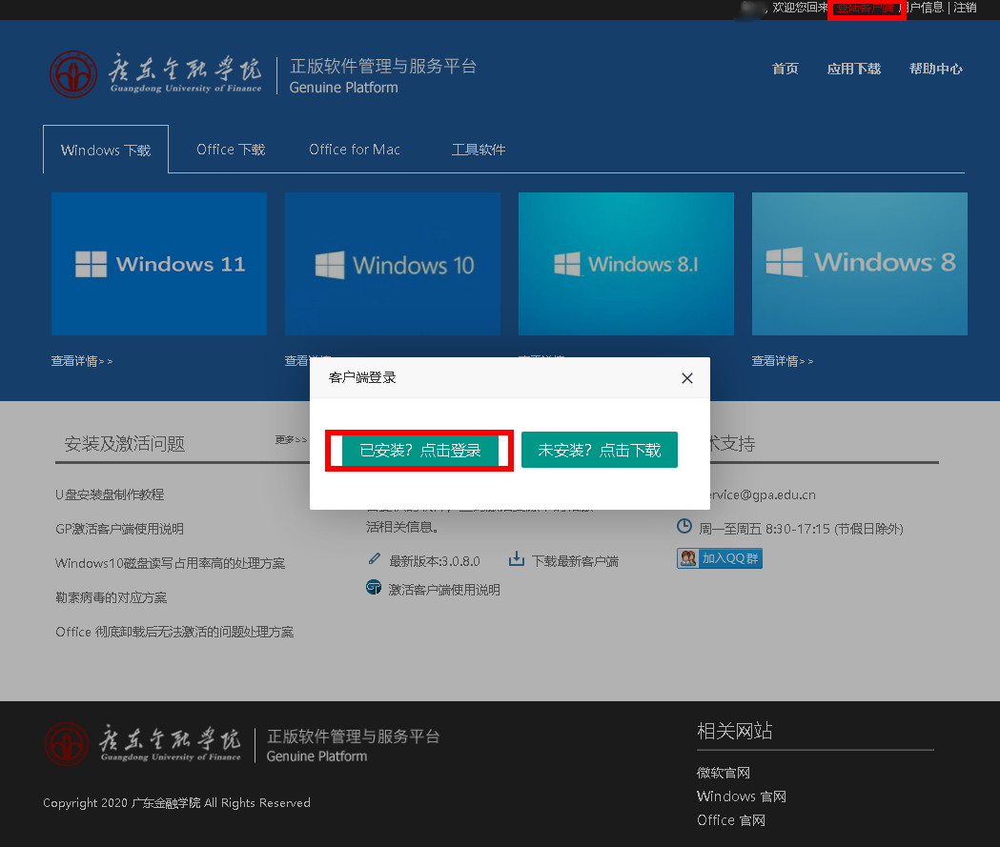 , 欢迎您回来 登陆客户端 用户信息 | 注销
广东金融学院
Guangdong University of Finance
正版软件管理与服务平台
Genuine Platform
首页 应用下载 帮助中心
Windows 下载 Office 下载 Office for Mac 工具软件
Windows 11 Windows 10 Windows 8.1 Windows 8
查看详情>> 查看详情 查看详情 查看详情>>
客户端登录
已安装? 点击登录 未安装? 点击下载
安装及激活问题 更多>>
术支持
U盘安装盘制作教程
GP激活客户端使用说明
Windows10磁盘读写占用率高的处理方案
勒索病毒的对应方案
Office 彻底卸载后无法激活的问题处理方案
活相关信息。
最新版本:3.0.8.0 下载最新客户端
激活客户端使用说明
ervice@gpa.edu.cn
周一至周五 8:30-17:15 (节假日除外)
加入QQ群
广东金融学院
Guangdong University of Finance
正版软件管理与服务平台
Genuine Platform
Copyright 2020 广东金融学院 All Rights Reserved
相关网站
微软官网
Windows 官网
Office 官网